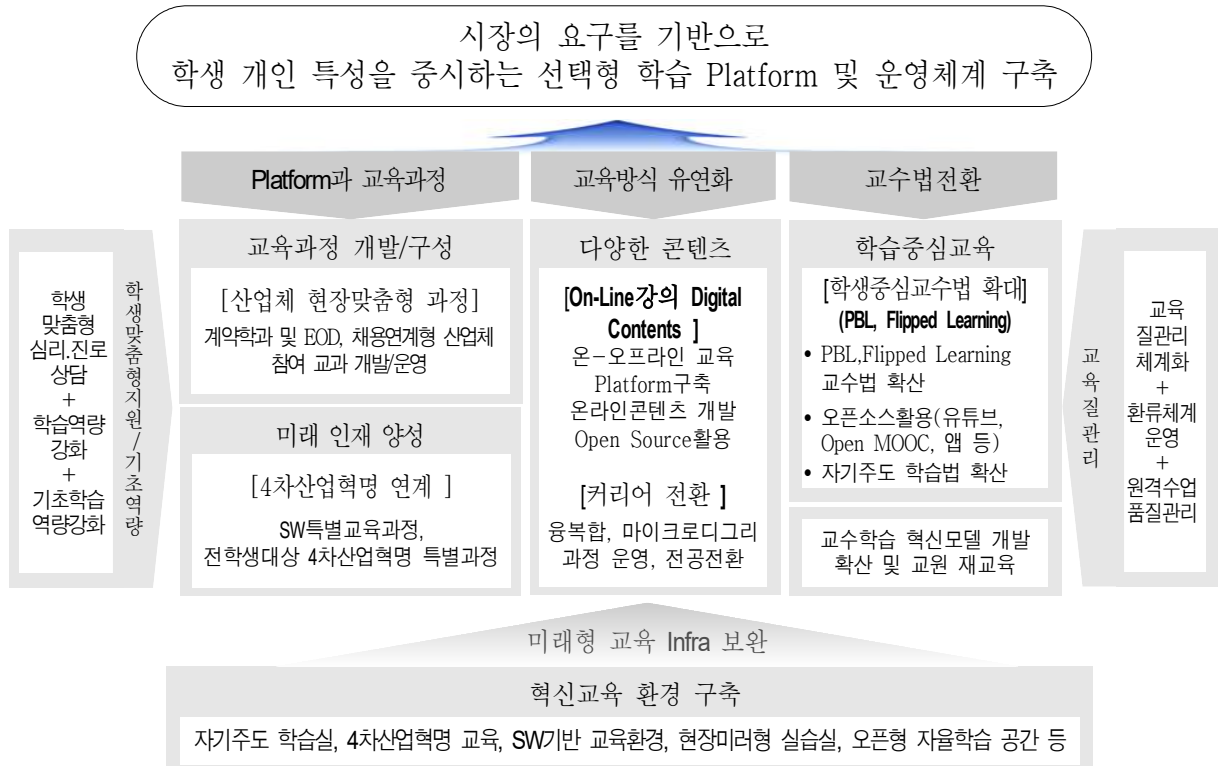 시장의 요구를 기반으로
학생 개인 특성을 중시하는 선택형 학습 Platform 및 운영체계 구축
Platform과 교육과정
교육방식 유연화
교수법전환
학생
맞춤형
심리.진로
상담
+
학습역량
강화
+
기초학습
역량강화
학생맞춤형지원/기초역량
교육과정 개발/구성
[산업체 현장맞춤형 과정]
계약학과 및 EOD, 채용연계형 산업체
참여 교과 개발/운영
미래 인재 양성
[4차산업혁명 연계 ]
SW특별교육과정,
전학생대상 4차산업혁명 특별과정
다양한 콘텐츠
[On-Line강의 Digital
Contents ]
온-오프라인 교육
Platform구축
온라인콘텐츠 개발
Open Source활용
[커리어 전환 ]
융복합, 마이크로디그리
과정 운영, 전공전환
학습중심교육
[학생중심교수법 확대]
(PBL, Flipped Learning)
• PBL,Flipped Learning
교수법 확산
• 오픈소스활용(유튜브,
Open MOOC, 앱 등)
• 자기주도 학습법 확산
교수학습 혁신모델 개발
확산 및 교원 재교육
교육질관리
교육
질관리
체계화
+
환류체계
운영
+
원격수업
품질관리
미래형 교육 Infra 보완
혁신교육 환경 구축
자기주도 학습실, 4차산업혁명 교육, SW기반 교육환경, 현장미러형 실습실, 오픈형 자율학습 공간 등